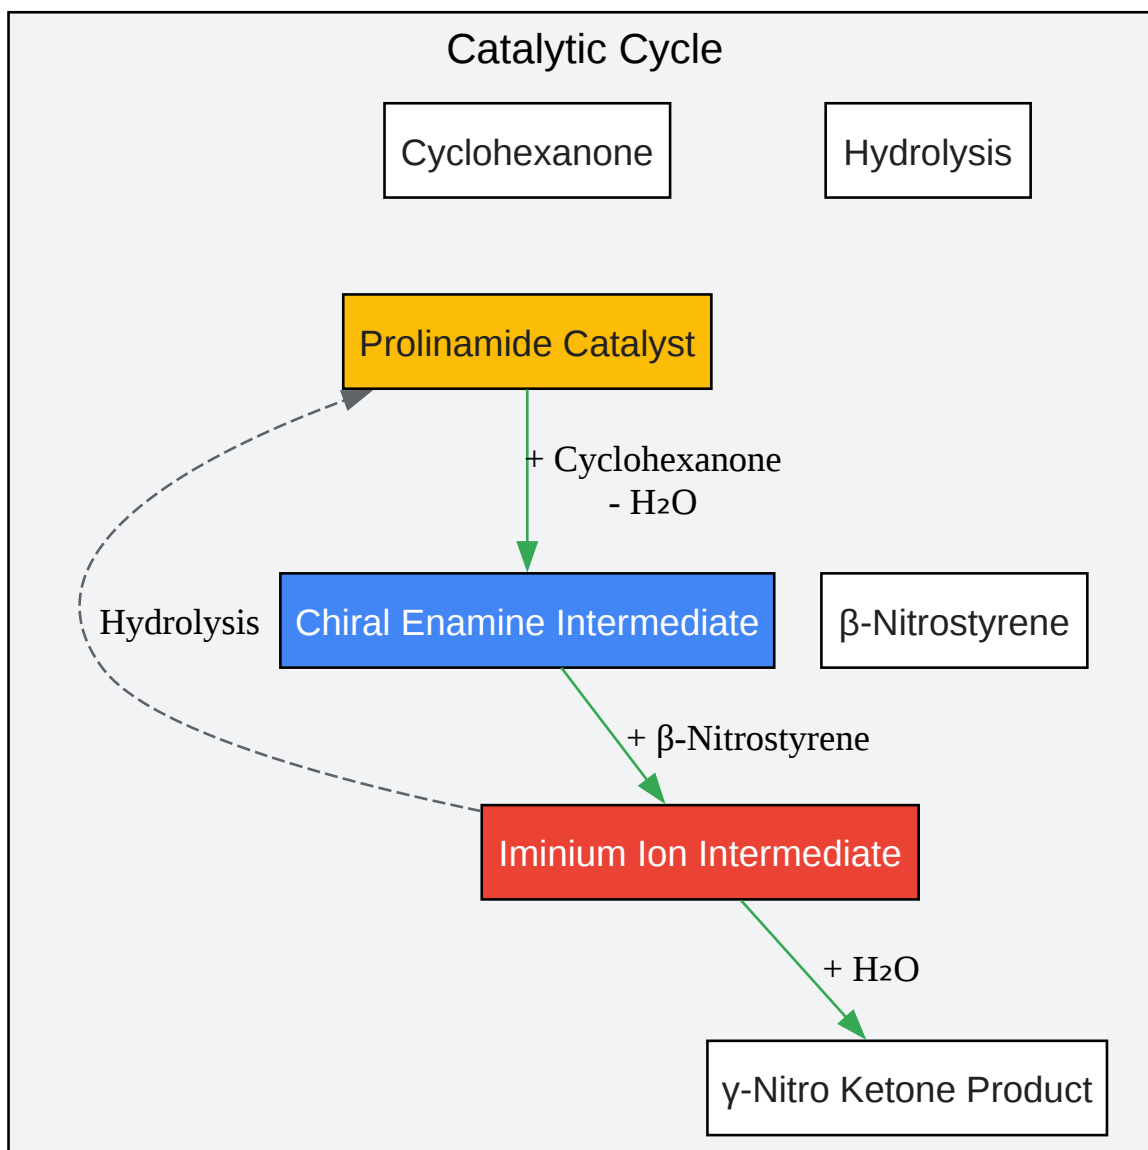 Catalytic Cycle
Cyclohexanone
Hydrolysis
Prolinamide Catalyst
+ Cyclohexanone
- H₂O
Hydrolysis
Chiral Enamine Intermediate
β-Nitrostyrene
+ β-Nitrostyrene
Iminium Ion Intermediate
+ H₂O
γ-Nitro Ketone Product